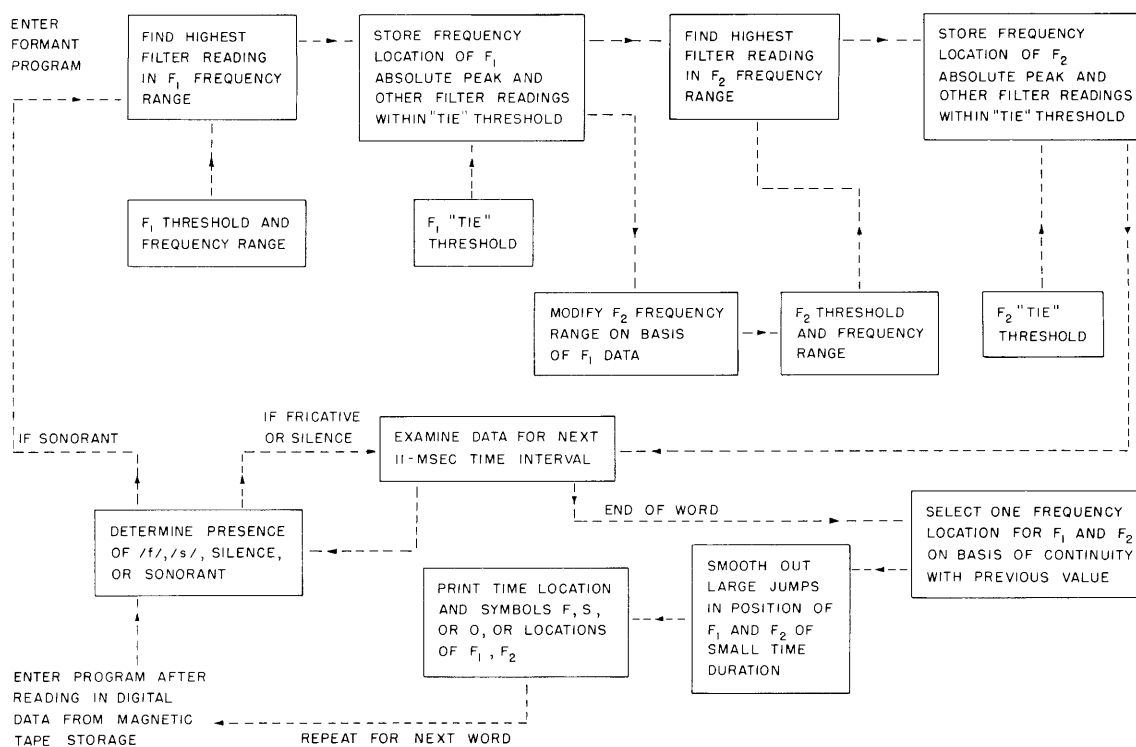 ENTER
FORMANT
PROGRAM
FIND HIGHEST
FILTER READING
IN F₁ FREQUENCY
RANGE
STORE FREQUENCY
LOCATION OF F₁
ABSOLUTE PEAK AND
OTHER FILTER READINGS
WITHIN "TIE" THRESHOLD
FIND HIGHEST
FILTER READING
IN F₂ FREQUENCY
RANGE
STORE FREQUENCY
LOCATION OF F₂
ABSOLUTE PEAK AND
OTHER FILTER READINGS
WITHIN "TIE" THRESHOLD
F₁ THRESHOLD AND
FREQUENCY RANGE
F₁ "TIE"
THRESHOLD
MODIFY F₂ FREQUENCY
RANGE ON BASIS
OF F₁ DATA
F₂ THRESHOLD
AND FREQUENCY
RANGE
F₂ "TIE"
THRESHOLD
IF SONORANT
IF FRICATIVE
OR SILENCE
EXAMINE DATA FOR NEXT
11-MSEC TIME INTERVAL
END OF WORD
DETERMINE PRESENCE
OF /f/, /s/, SILENCE,
OR SONORANT
SELECT ONE FREQUENCY
LOCATION FOR F₁ AND F₂
ON BASIS OF CONTINUITY
WITH PREVIOUS VALUE
SMOOTH OUT
LARGE JUMPS
IN POSITION OF
F₁ AND F₂ OF
SMALL TIME
DURATION
PRINT TIME LOCATION
AND SYMBOLS F, S,
OR O, OR LOCATIONS
OF F₁, F₂
ENTER PROGRAM AFTER
READING IN DIGITAL
DATA FROM MAGNETIC
TAPE STORAGE
REPEAT FOR NEXT WORD